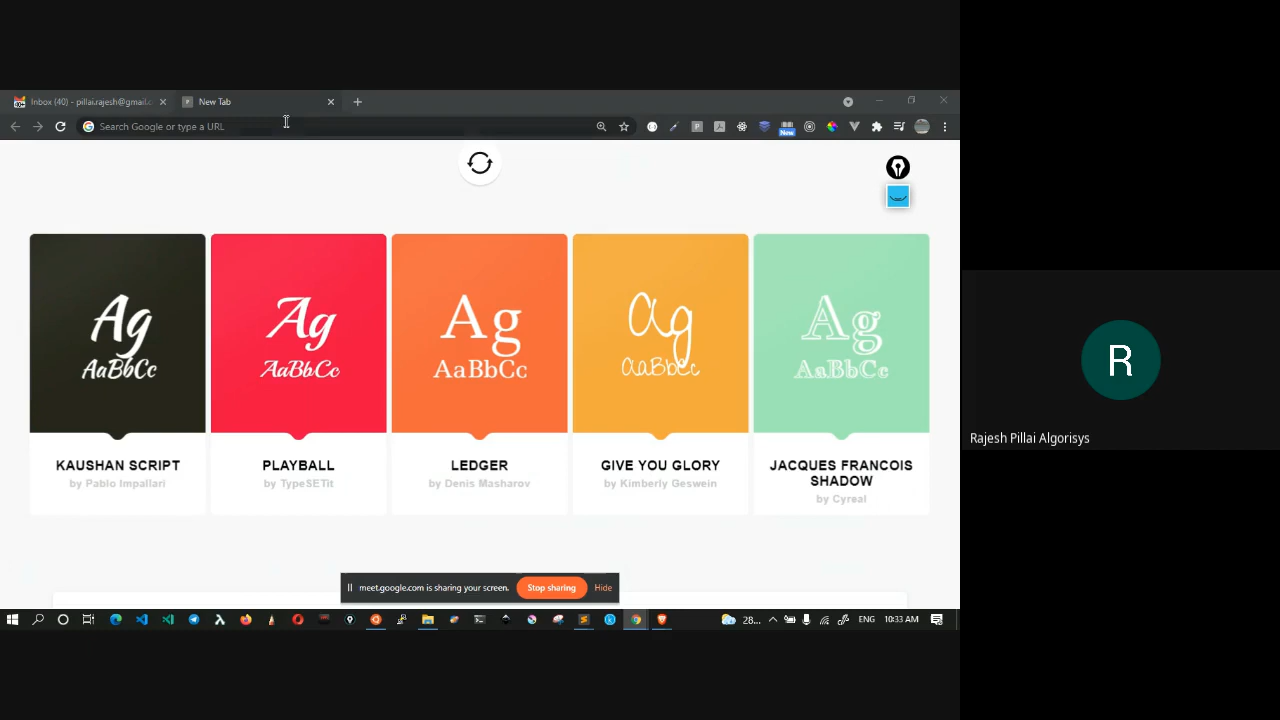 Inbox (40) - pillai.rajesh@gmail.c
New Tab
Search Google or type a URL
New
Ag
AaBbCc
KAUSHAN SCRIPT
by Pablo Impallari
Ag
AaBbCc
PLAYBALL
by TypeSETit
Ag
AaBbCc
LEDGER
by Denis Masharov
Ag
AaBbCc
GIVE YOU GLORY
by Kimberly Geswein
Ag
AaBbCc
JACQUES FRANCOIS
SHADOW
by Cyreal
meet.google.com is sharing your screen.
Stop sharing
Hide
28...
ENG
10:33 AM
R
Rajesh Pillai Algorisys